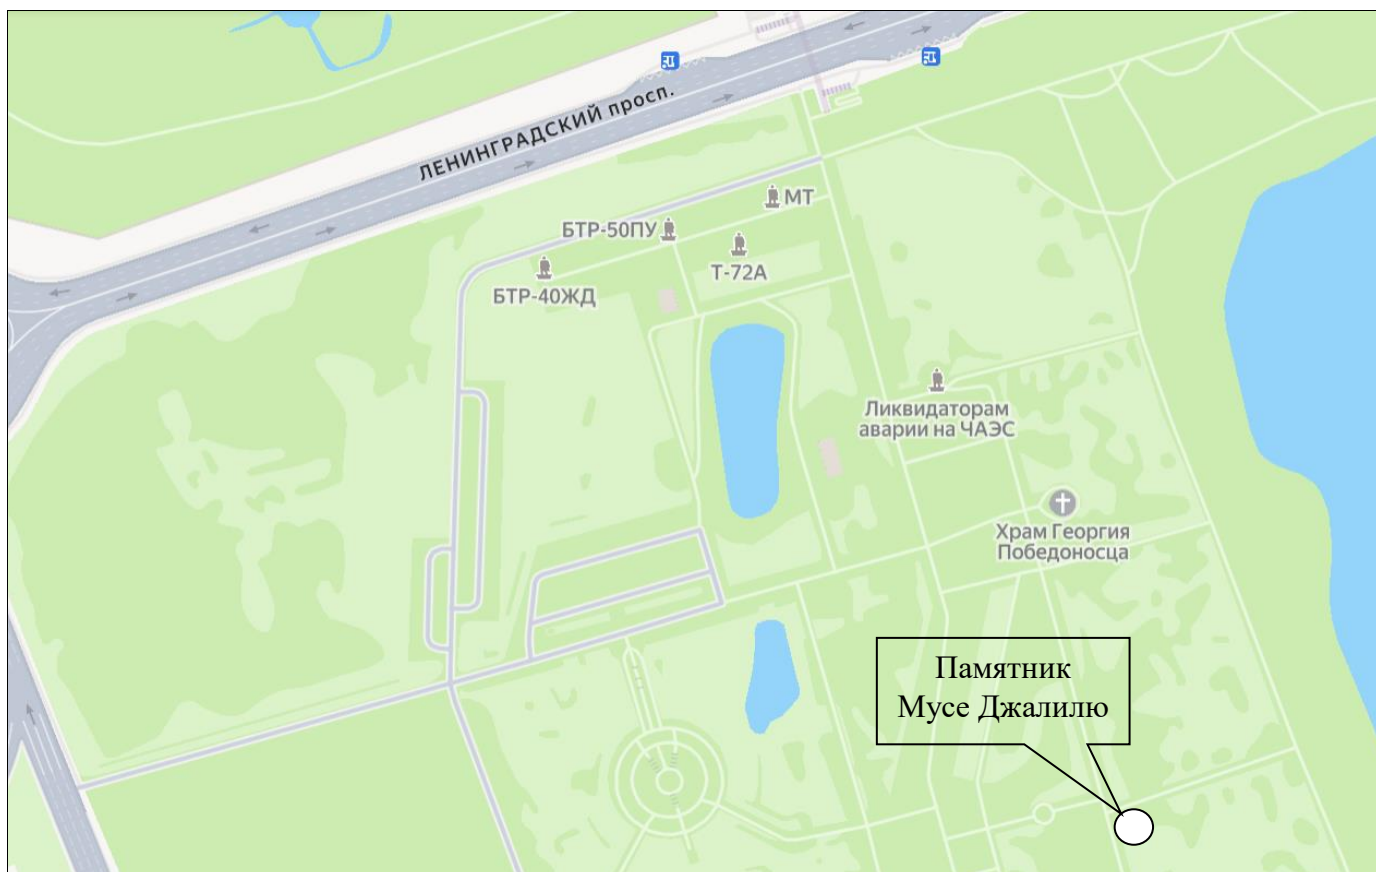 ЛЕНИНГРАДСКИЙ просп.
МТ
БТР-50ПУ
Т-72А
БТР-40ЖД
Ликвидаторам
аварии на ЧАЭС
Храм Георгия
Победоносца
Памятник
Мусе Джалилю